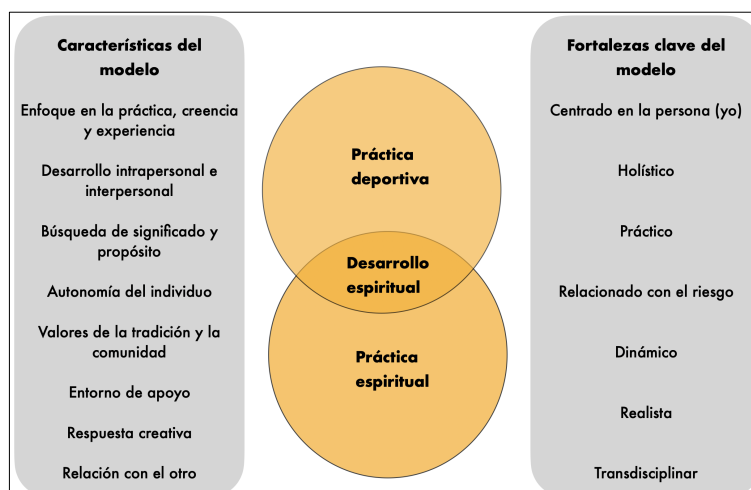 Características del
modelo
Enfoque en la práctica, creencia
y experiencia
Desarrollo intrapersonal e
interpersonal
Búsqueda de significado y
propósito
Autonomía del individuo
Valores de la tradición y la
comunidad
Entorno de apoyo
Respuesta creativa
Relación con el otro
Práctica
deportiva
Desarrollo
espiritual
Práctica
espiritual
Fortalezas clave del
modelo
Centrado en la persona (yo)
Holístico
Práctico
Relacionado con el riesgo
Dinámico
Realista
Transdisciplinar